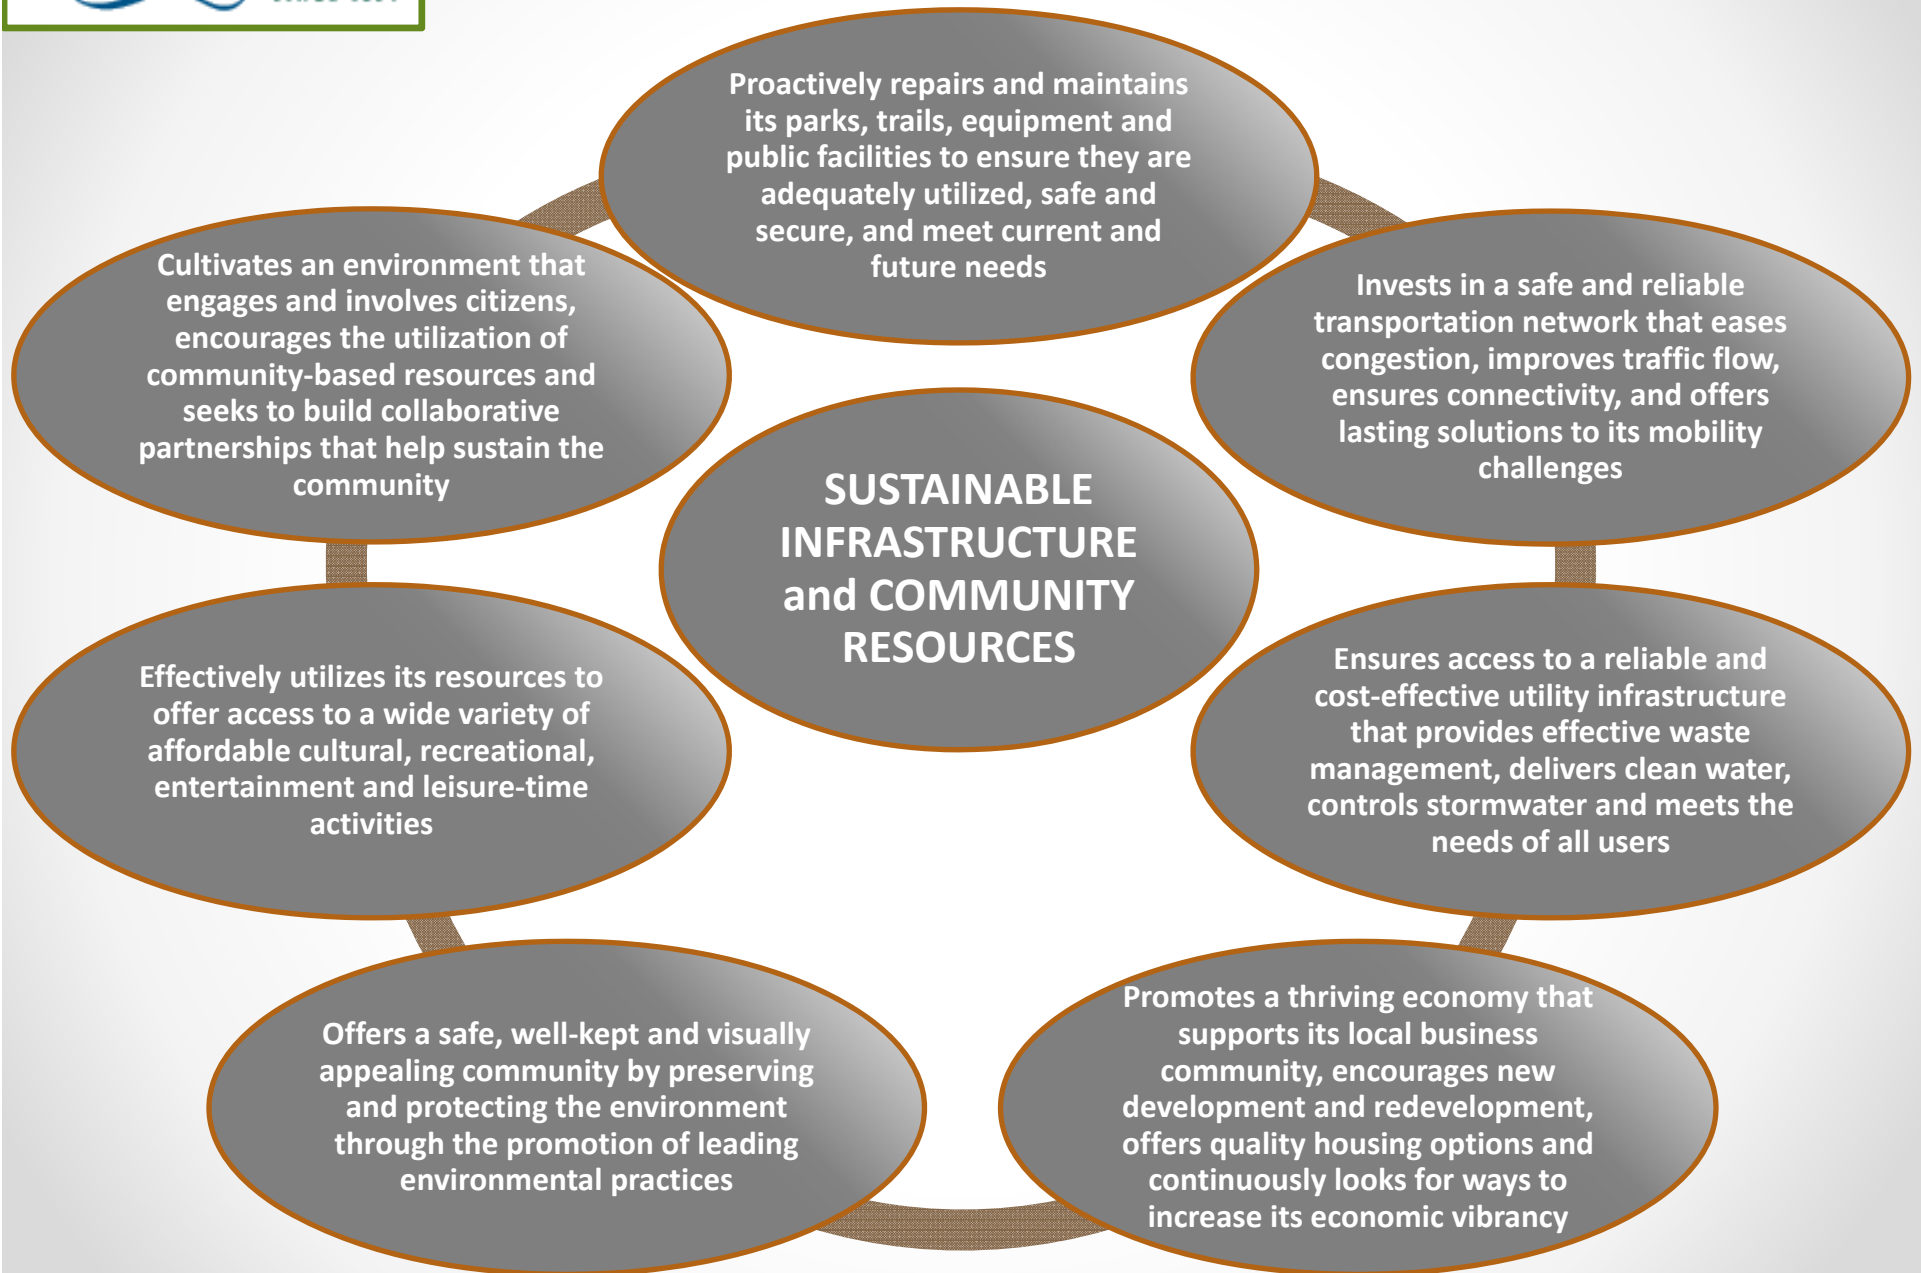 Proactively repairs and maintains
its parks, trails, equipment and
public facilities to ensure they are
adequately utilized, safe and
secure, and meet current and
future needs
Invests in a safe and reliable
transportation network that eases
congestion, improves traffic flow,
ensures connectivity, and offers
lasting solutions to its mobility
challenges
Ensures access to a reliable and
cost-effective utility infrastructure
that provides effective waste
management, delivers clean water,
controls stormwater and meets the
needs of all users
Promotes a thriving economy that
supports its local business
community, encourages new
development and redevelopment,
offers quality housing options and
continuously looks for ways to
increase its economic vibrancy
Offers a safe, well-kept and visually
appealing community by preserving
and protecting the environment
through the promotion of leading
environmental practices
Effectively utilizes its resources to
offer access to a wide variety of
affordable cultural, recreational,
entertainment and leisure-time
activities
Cultivates an environment that
engages and involves citizens,
encourages the utilization of
community-based resources and
seeks to build collaborative
partnerships that help sustain the
community
SUSTAINABLE
INFRASTRUCTURE
and COMMUNITY
RESOURCES